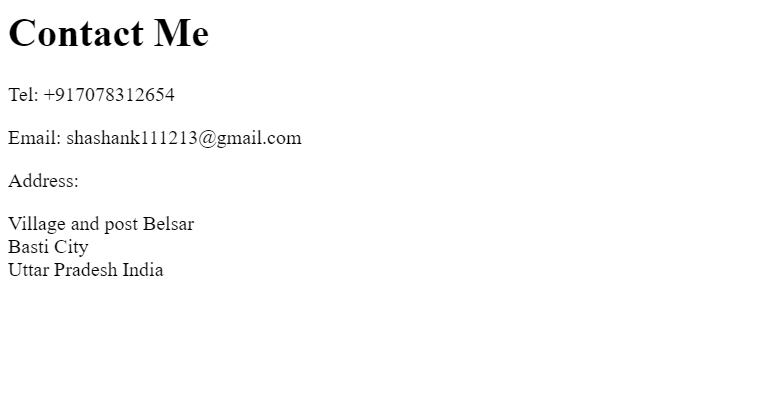 Contact Me
Tel: +917078312654
Email: shashank111213@gmail.com
Address:
Village and post Belsar
Basti City
Uttar Pradesh India